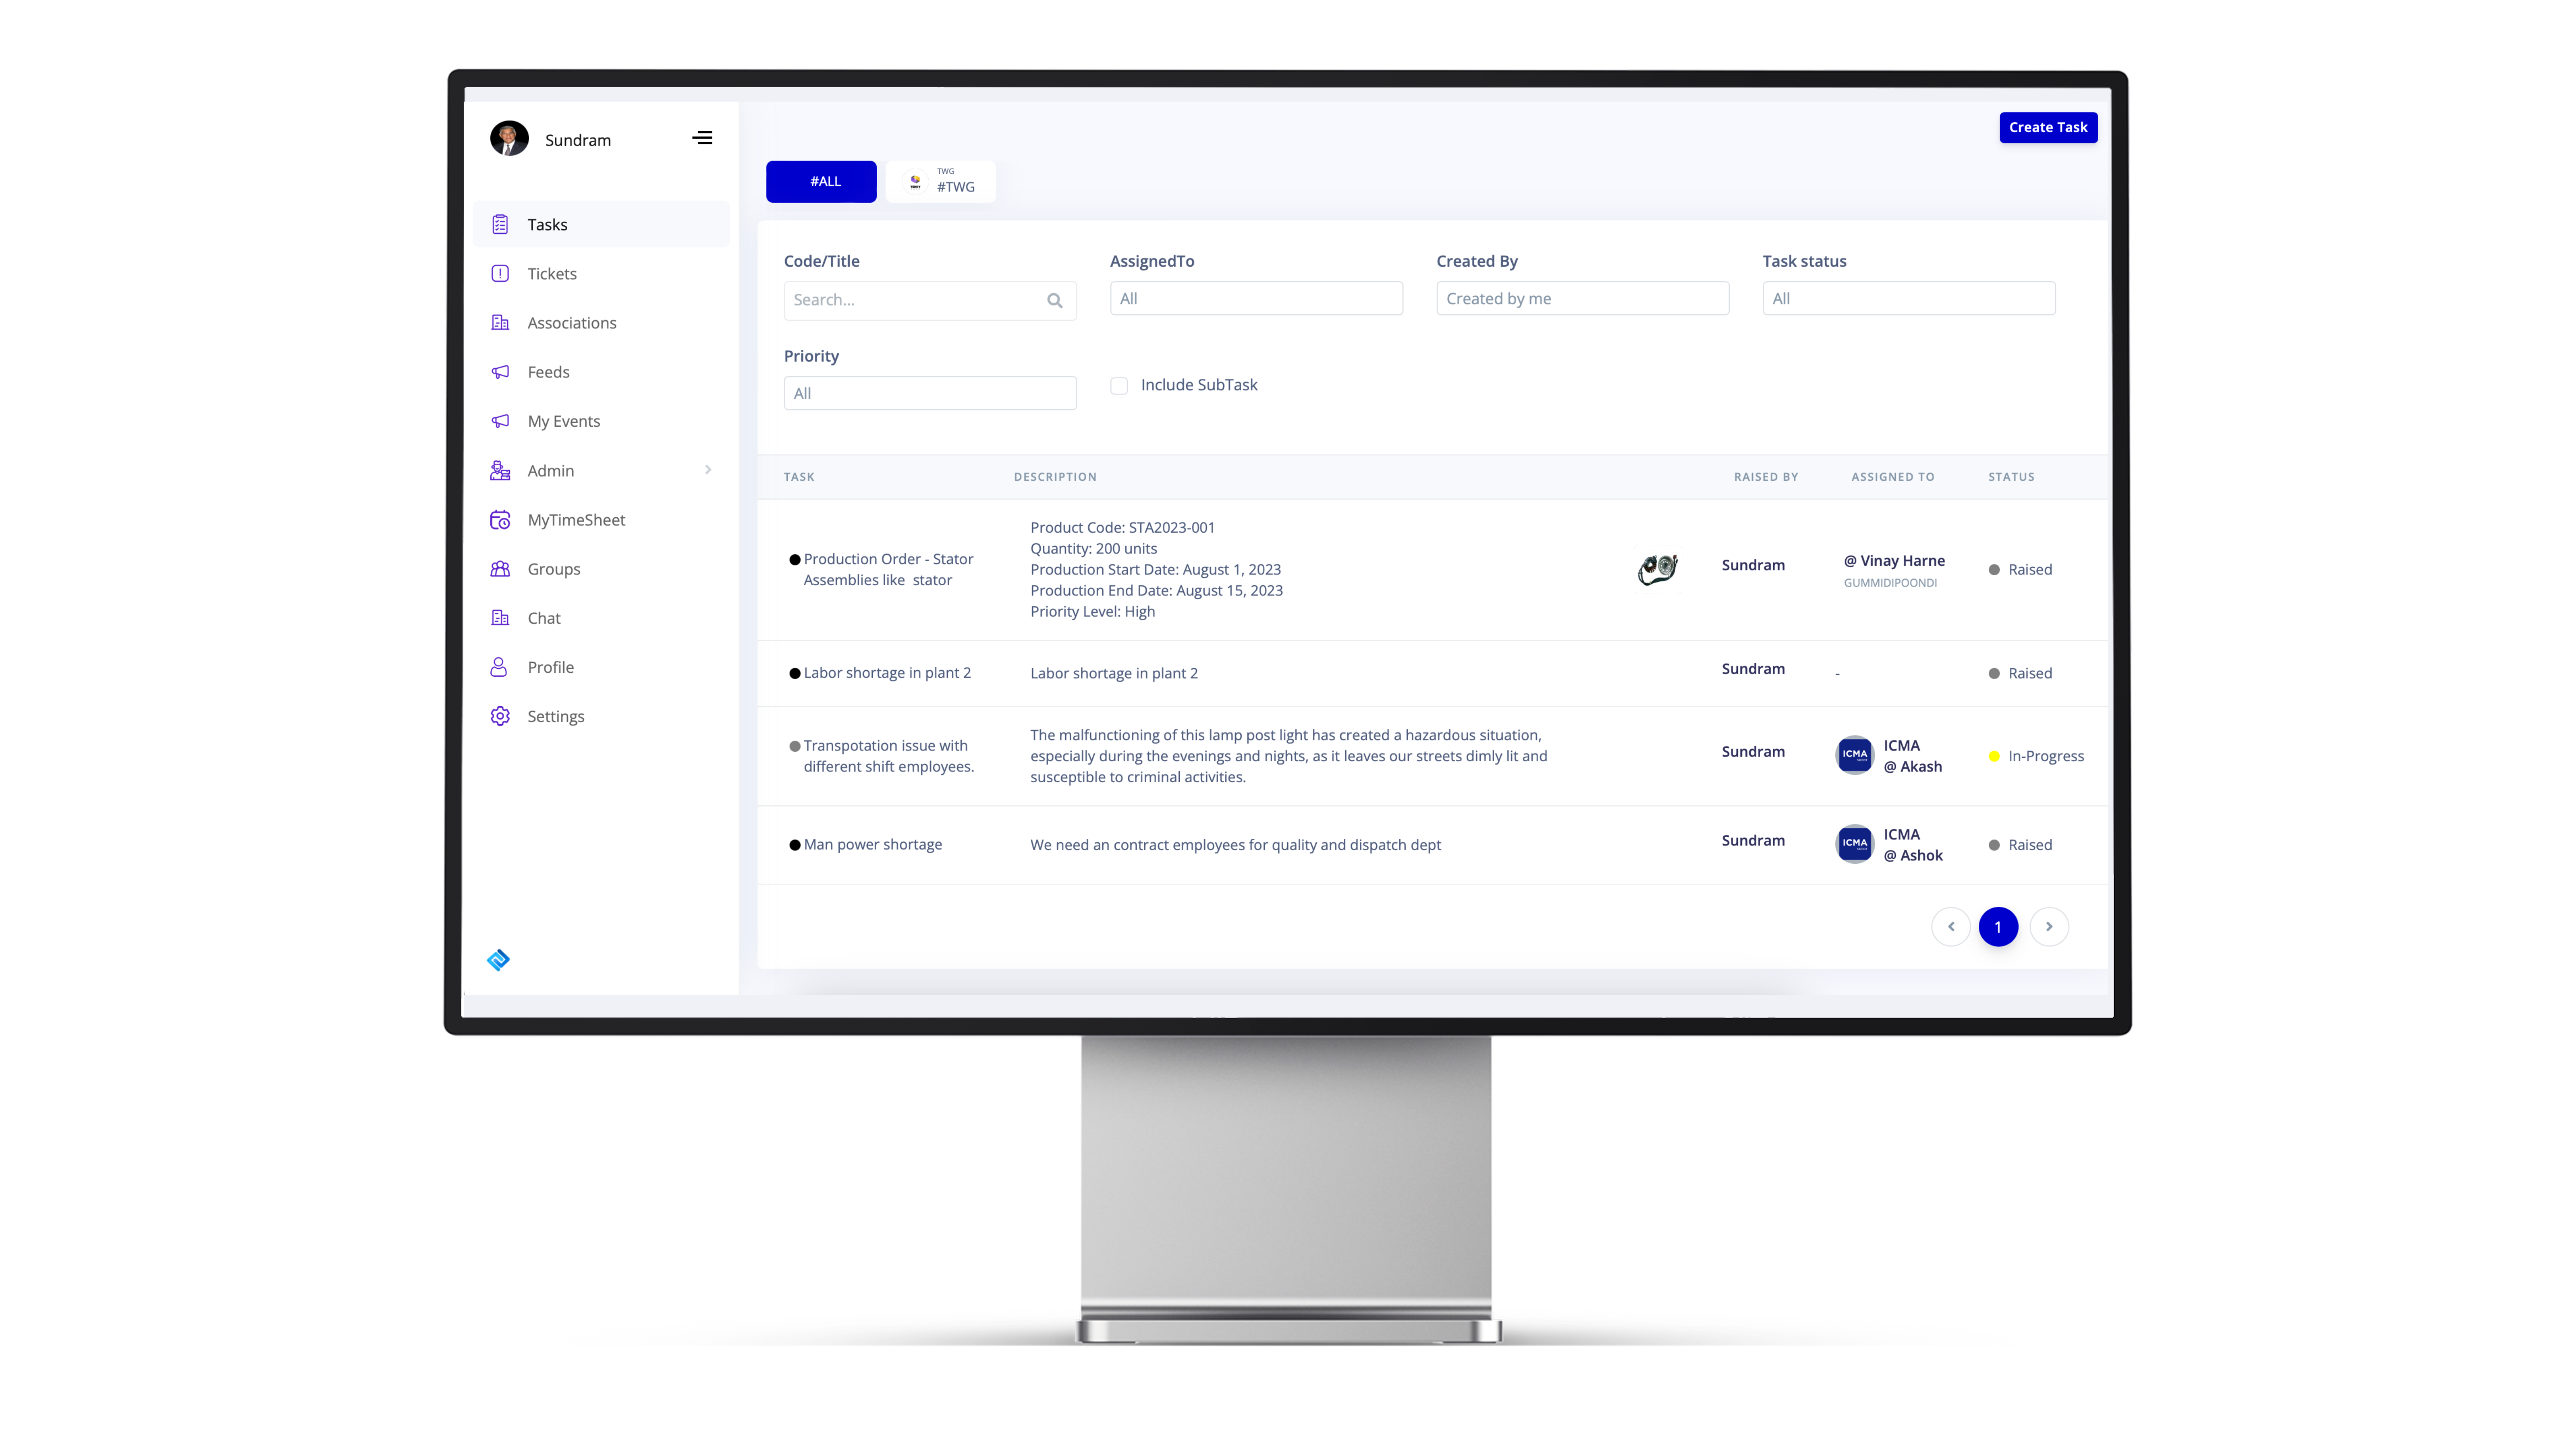 Sundram
Create Task
#ALL
TWG
#TWG
Tasks
Tickets
Associations
Feeds
My Events
Admin
MyTimeSheet
Groups
Chat
Profile
Settings
Code/Title
AssignedTo
Created By
Task status
Search...
All
Created by me
All
Priority
All
Include SubTask
TASK
DESCRIPTION
RAISED BY
ASSIGNED TO
STATUS
Production Order - Stator
Assemblies like stator
Product Code: STA2023-001
Quantity: 200 units
Production Start Date: August 1, 2023
Production End Date: August 15, 2023
Priority Level: High
Sundram
@ Vinay Harne
GUMMIDIPOONDI
Raised
Labor shortage in plant 2
Labor shortage in plant 2
Sundram
-
Raised
Transpotation issue with
different shift employees.
The malfunctioning of this lamp post light has created a hazardous situation,
especially during the evenings and nights, as it leaves our streets dimly lit and
susceptible to criminal activities.
Sundram
ICMA
ICMA
@ Akash
In-Progress
Man power shortage
We need an contract employees for quality and dispatch dept
Sundram
ICMA
ICMA
@ Ashok
Raised
1